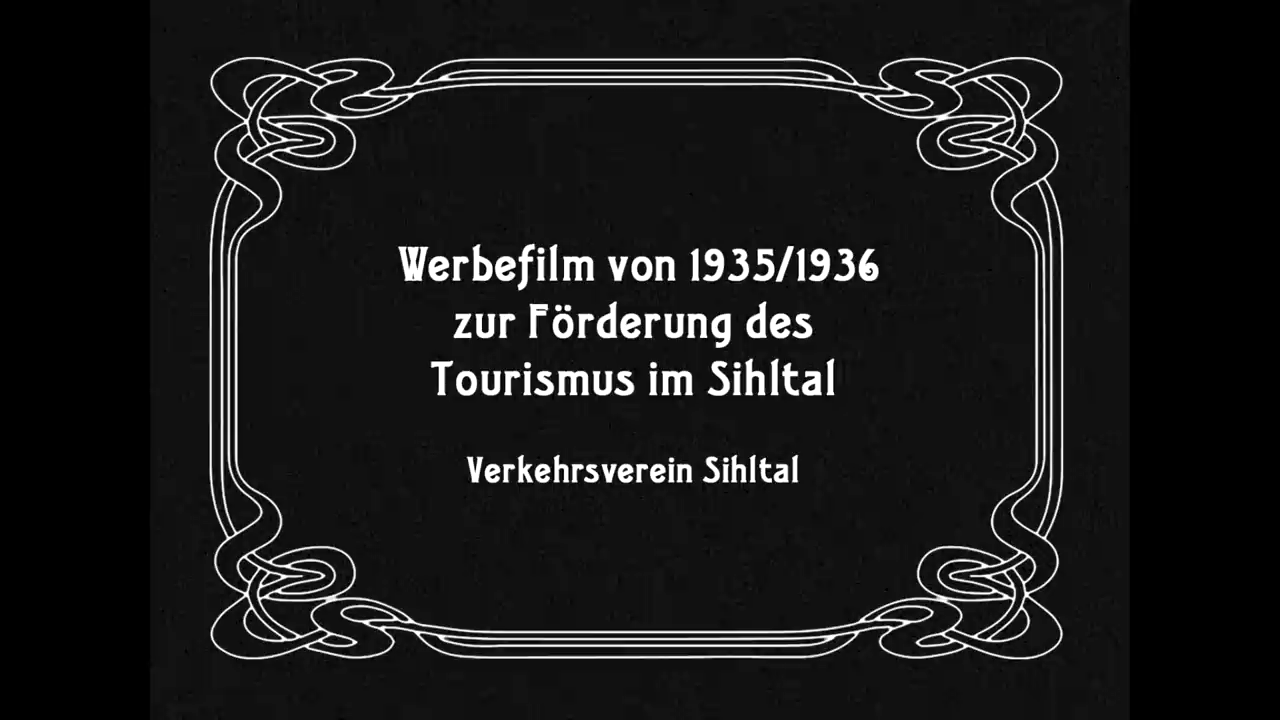 Werbefilm von 1935/1936
zur Förderung des
Tourismus im Sihltal
Verkehrsverein Sihltal